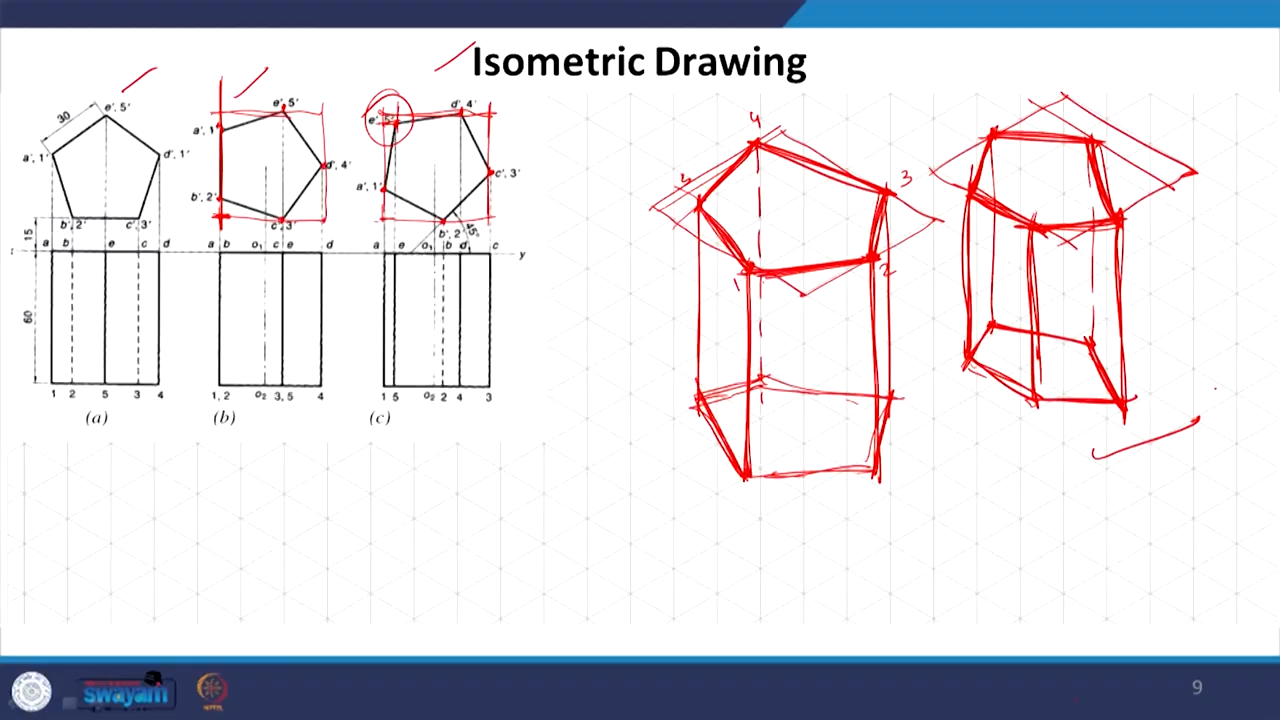 Isometric Drawing
30
e', 5'
a', 1'
d', 1'
b', 2'
c', 3'
15
a b e c d
60
1 2 5 3 4
(a)
e', 5'
a', 1'
d', 4'
b', 2'
c', 3'
a b o₁ c e d
1, 2 o₂ 3, 5 4
(b)
d', 4'
e', 5'
c', 3'
a', 1'
b', 2'
45°
a e o₁ b d c
y
1 5 o₂ 2 4 3
(c)
4
3
1
2
swayam
9